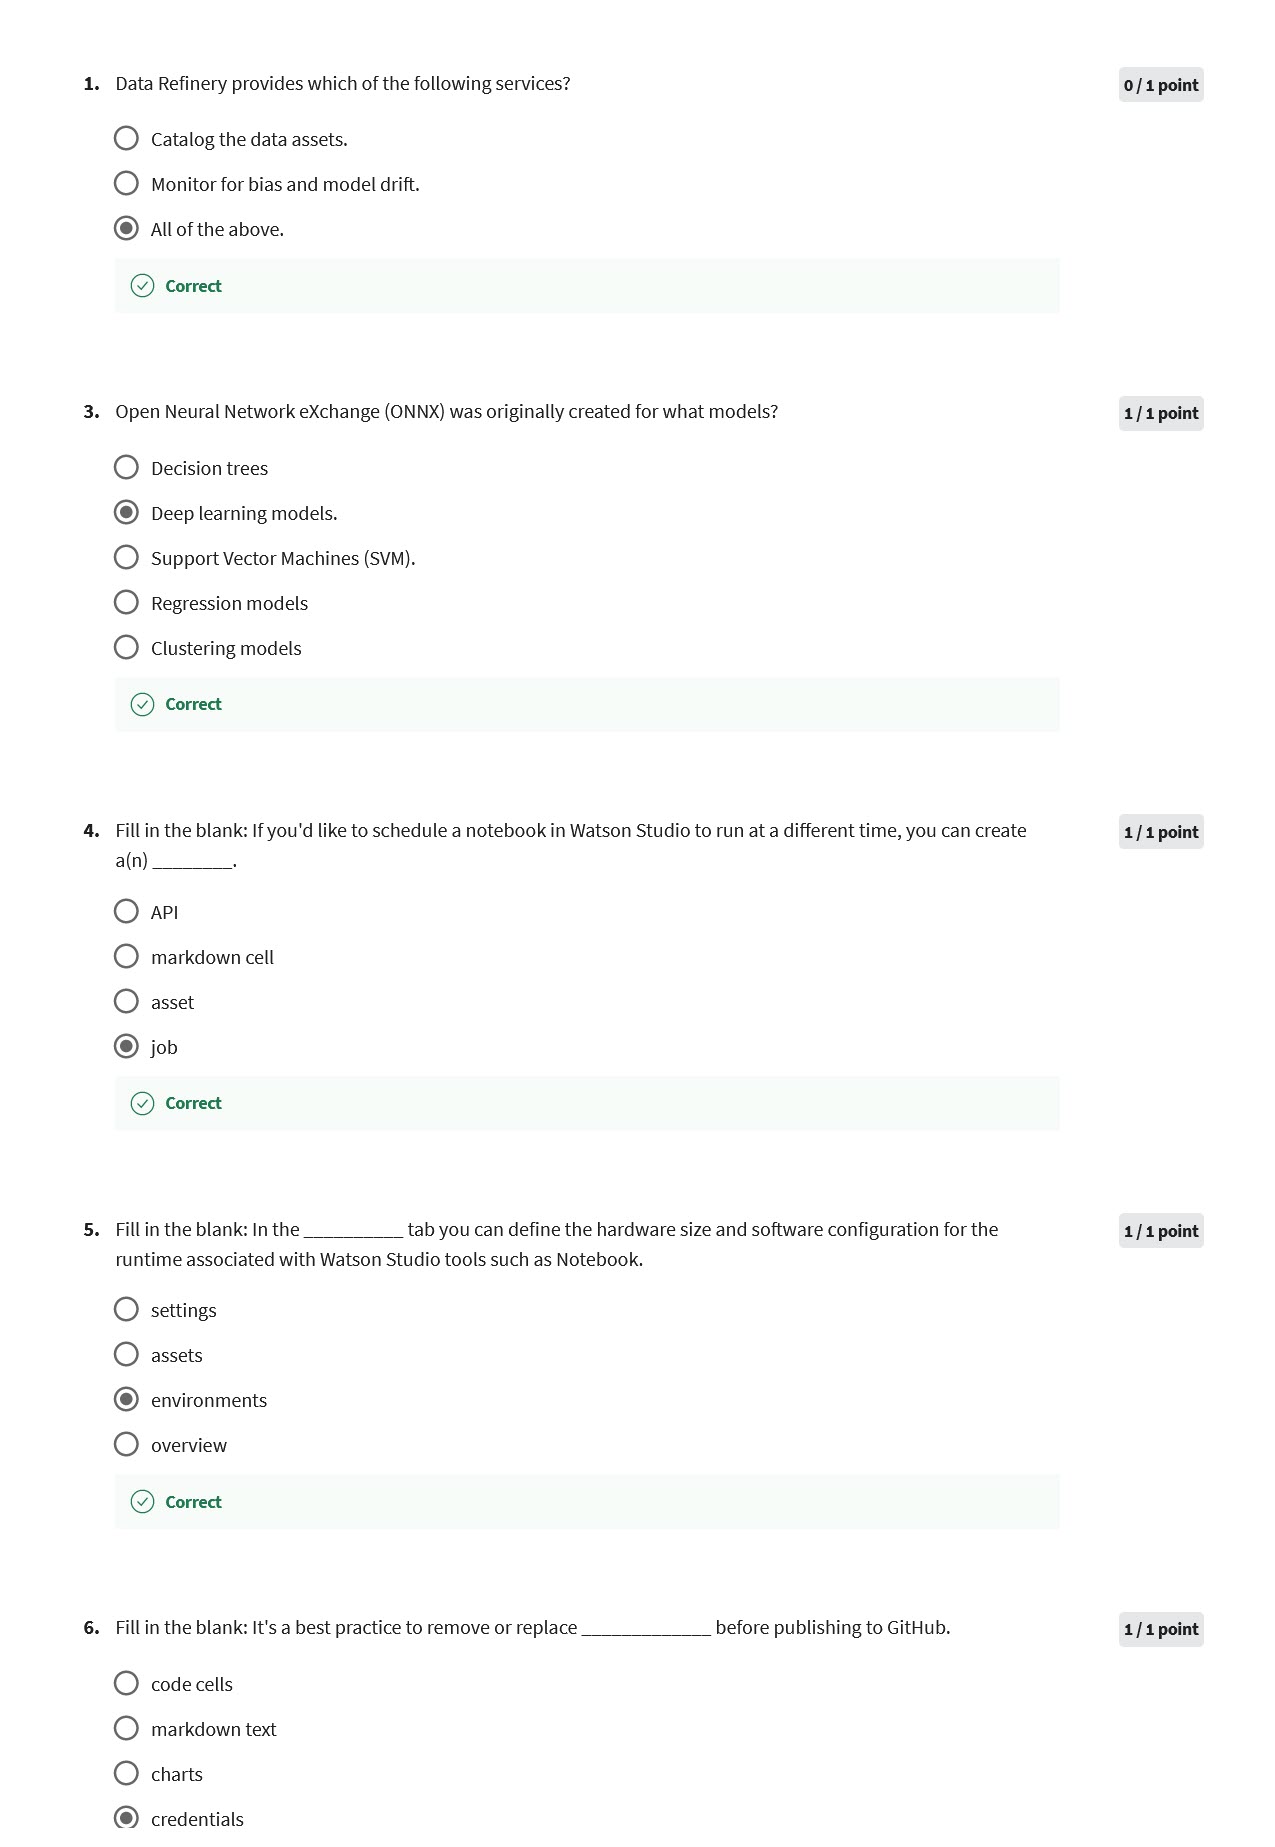 1. Data Refinery provides which of the following services?
0 / 1 point
Catalog the data assets.
Monitor for bias and model drift.
All of the above.
Correct
3. Open Neural Network eXchange (ONNX) was originally created for what models?
1 / 1 point
Decision trees
Deep learning models.
Support Vector Machines (SVM).
Regression models
Clustering models
Correct
4. Fill in the blank: If you'd like to schedule a notebook in Watson Studio to run at a different time, you can create
a(n) ________.
1 / 1 point
API
markdown cell
asset
job
Correct
5. Fill in the blank: In the __________ tab you can define the hardware size and software configuration for the
runtime associated with Watson Studio tools such as Notebook.
1 / 1 point
settings
assets
environments
overview
Correct
6. Fill in the blank: It's a best practice to remove or replace _____________ before publishing to GitHub.
1 / 1 point
code cells
markdown text
charts
credentials